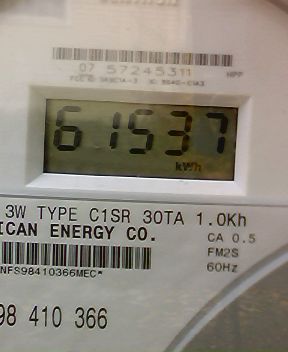 07 57245311
HPP
61537
kWh
3W TYPE C1SR 30TA 1.0Kh
ICAN ENERGY CO.
CA 0.5
FM2S
60Hz
NFS98410366MEC*
98 410 366